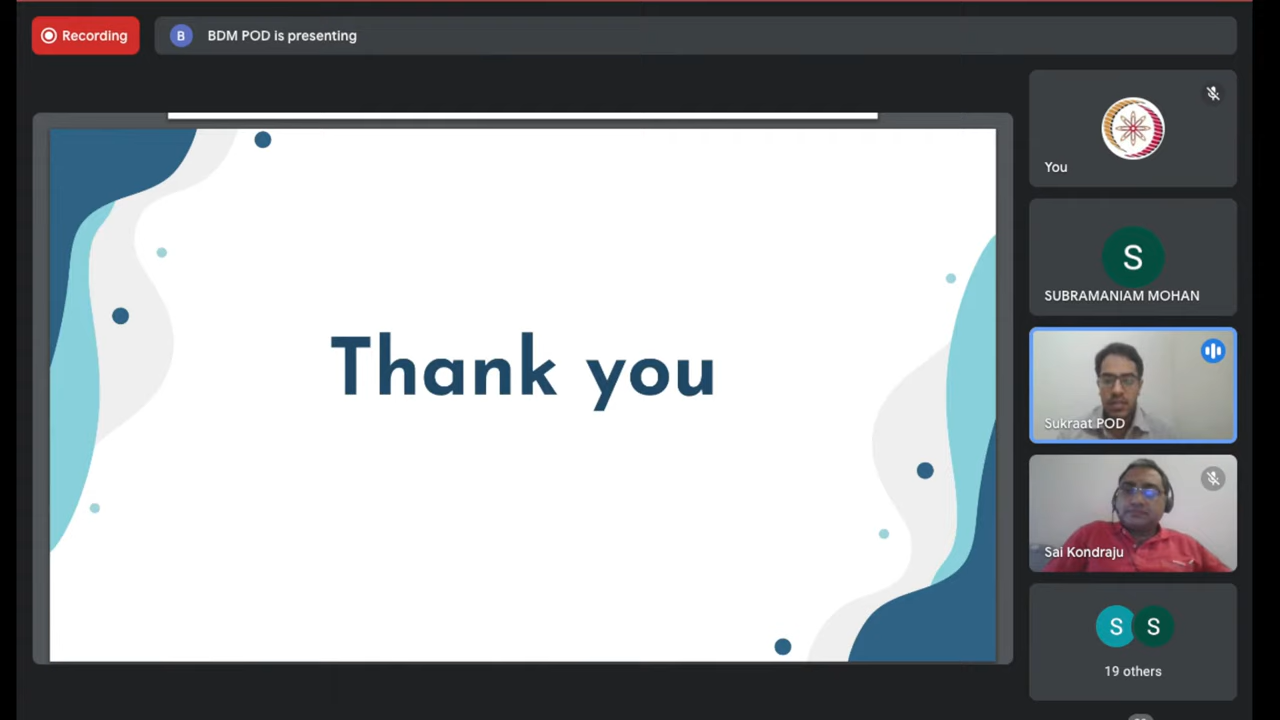 Recording
B
BDM POD is presenting
Thank you
You
S
SUBRAMANIAM MOHAN
Sukraat POD
Sai Kondraju
S
S
19 others